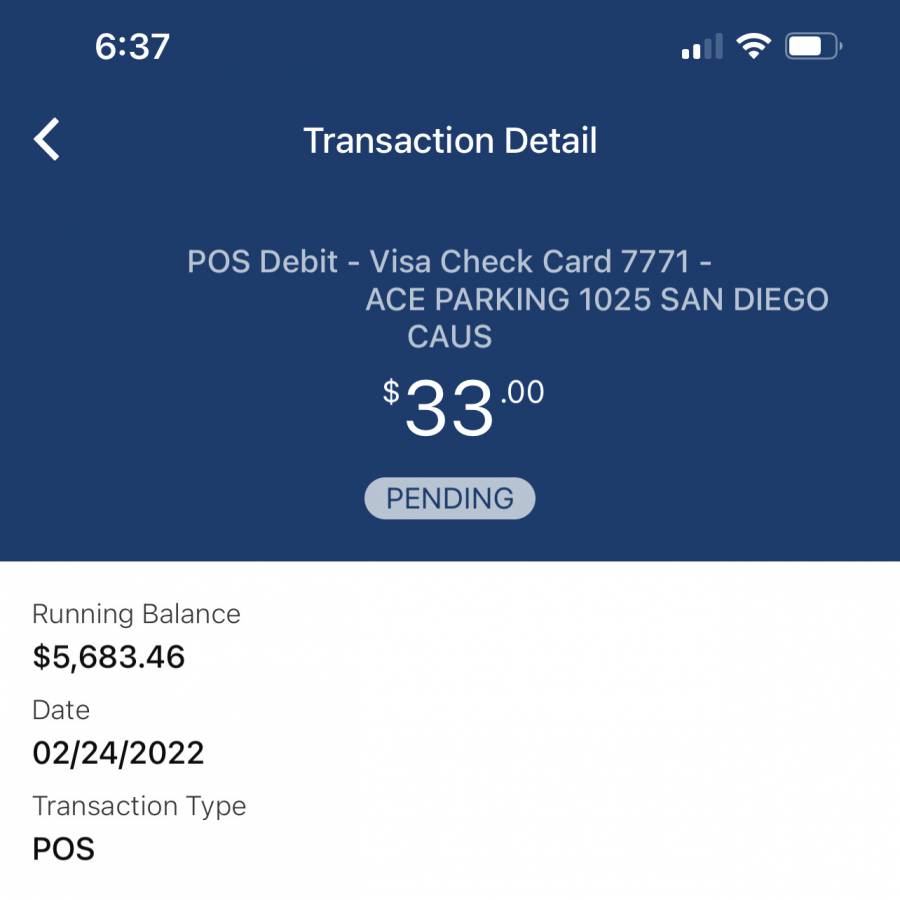 6:37
Transaction Detail
POS Debit - Visa Check Card 7771 -
ACE PARKING 1025 SAN DIEGO
CAUS
$33.00
PENDING
Running Balance
$5,683.46
Date
02/24/2022
Transaction Type
POS